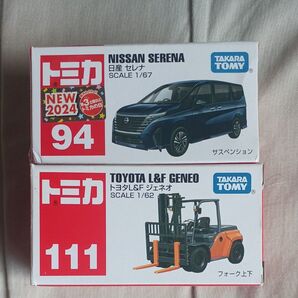 トミカ
NISSAN SERENA
日産 セレナ
SCALE 1/67
TAKARA
TOMY
NEW
2024
94
サスペンション
トミカ
TOYOTA L&F GENEO
トヨタL&F ジェネオ
SCALE 1/62
TAKARA
TOMY
111
フォーク上下